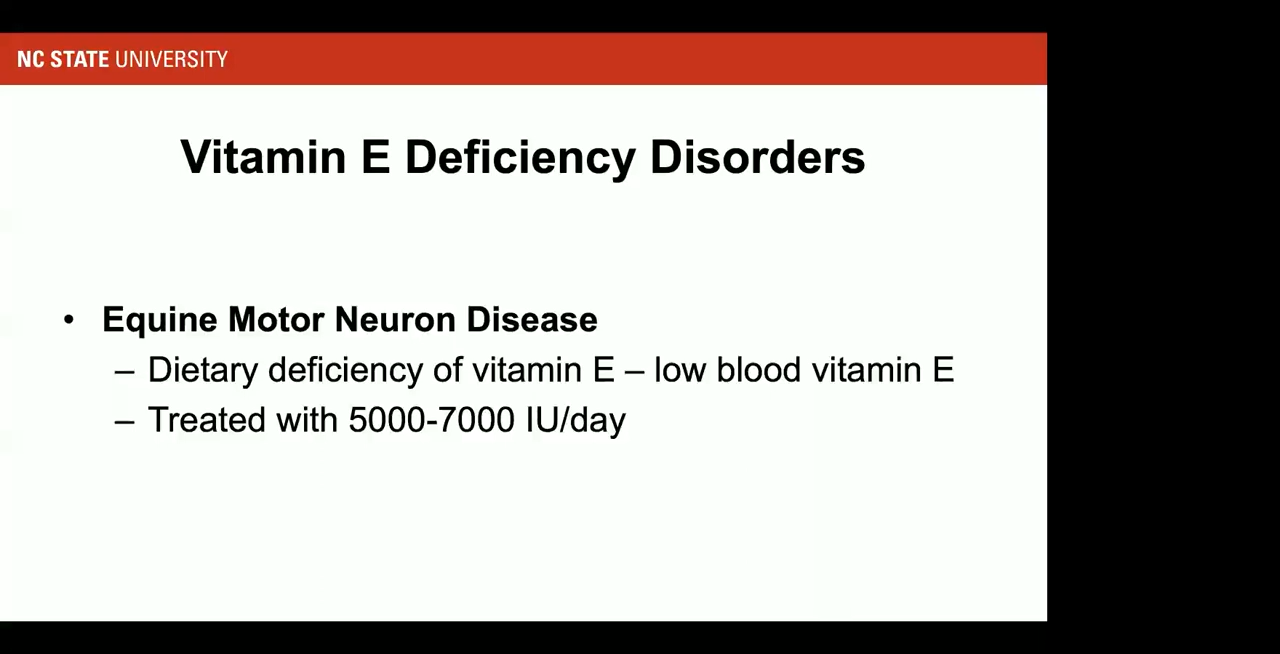 NC STATE UNIVERSITY
Vitamin E Deficiency Disorders
• Equine Motor Neuron Disease
– Dietary deficiency of vitamin E – low blood vitamin E
– Treated with 5000-7000 IU/day